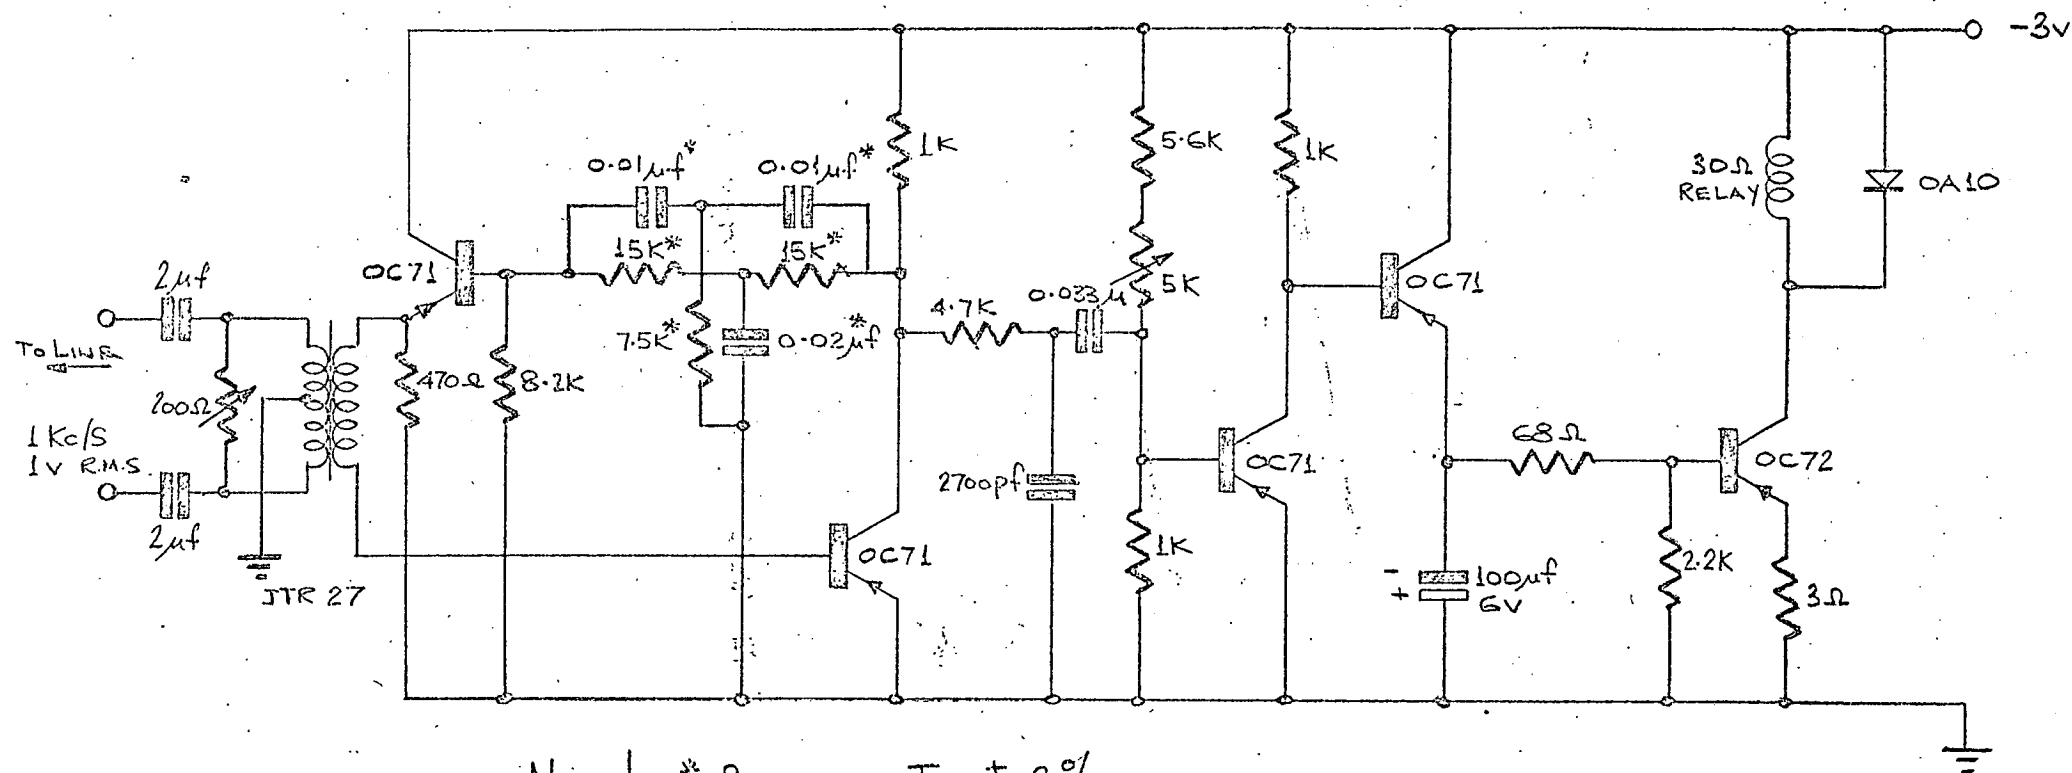 -3v
1K
5.6K
1K
0.01µf* 0.01µf*
30Ω
RELAY
OA10
15K* 15K*
OC71
2µf
OC71
5K
0.033µ
4.7K
7.5K*
0.02µf*
TO LINE
200Ω
470Ω
8.2K
1Kc/S
1v R.M.S.
2µf
68Ω
OC72
OC71
2700pf
1K
OC71
2.2K
- 100µf
+ 6V
3Ω
JTR 27